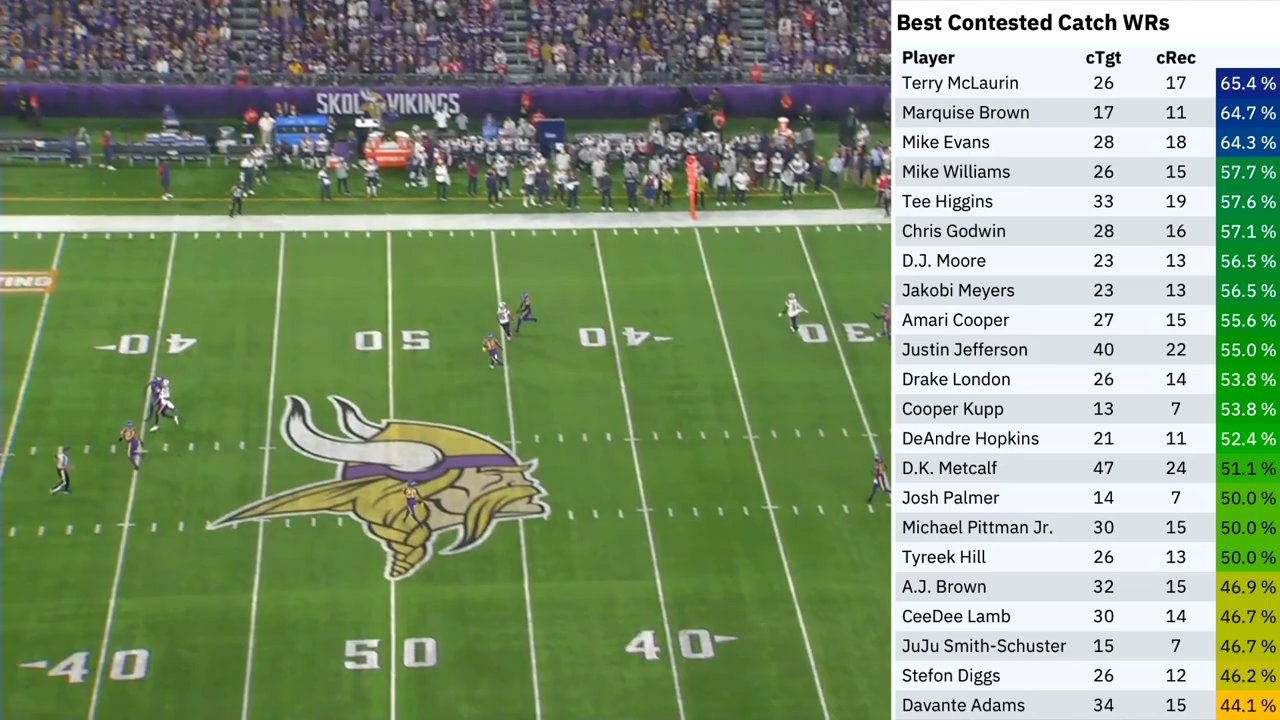 SKOL VIKINGS
40
50
40
30
40
50
40
Best Contested Catch WRs
Player cTgt cRec
Terry McLaurin 26 17 65.4 %
Marquise Brown 17 11 64.7 %
Mike Evans 28 18 64.3 %
Mike Williams 26 15 57.7 %
Tee Higgins 33 19 57.6 %
Chris Godwin 28 16 57.1 %
D.J. Moore 23 13 56.5 %
Jakobi Meyers 23 13 56.5 %
Amari Cooper 27 15 55.6 %
Justin Jefferson 40 22 55.0 %
Drake London 26 14 53.8 %
Cooper Kupp 13 7 53.8 %
DeAndre Hopkins 21 11 52.4 %
D.K. Metcalf 47 24 51.1 %
Josh Palmer 14 7 50.0 %
Michael Pittman Jr. 30 15 50.0 %
Tyreek Hill 26 13 50.0 %
A.J. Brown 32 15 46.9 %
CeeDee Lamb 30 14 46.7 %
JuJu Smith-Schuster 15 7 46.7 %
Stefon Diggs 26 12 46.2 %
Davante Adams 34 15 44.1 %